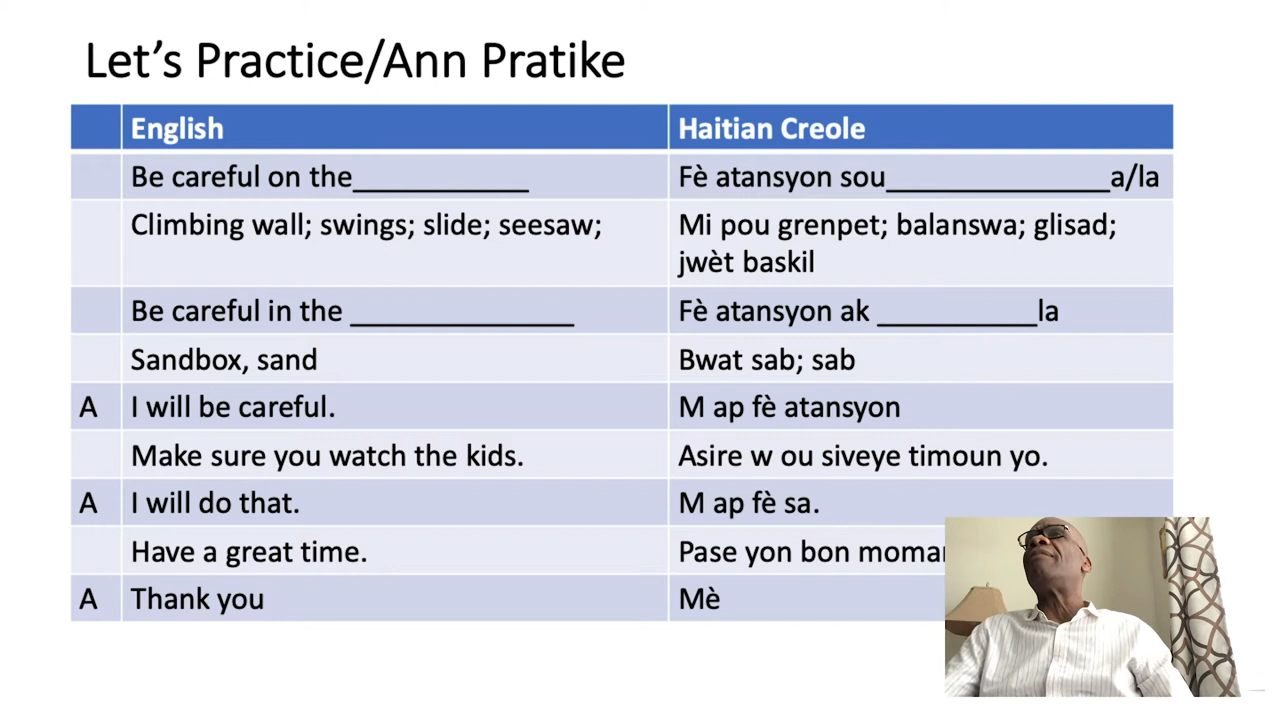 Let's Practice/Ann Pratike
English Haitian Creole
Be careful on the___________ Fè atansyon sou______________a/la
Climbing wall; swings; slide; seesaw; Mi pou grenpet; balanswa; glisad;
jwèt baskil
Be careful in the ______________ Fè atansyon ak __________la
Sandbox, sand Bwat sab; sab
A I will be careful. M ap fè atansyon
Make sure you watch the kids. Asire w ou siveye timoun yo.
A I will do that. M ap fè sa.
Have a great time. Pase yon bon
A Thank you Mè